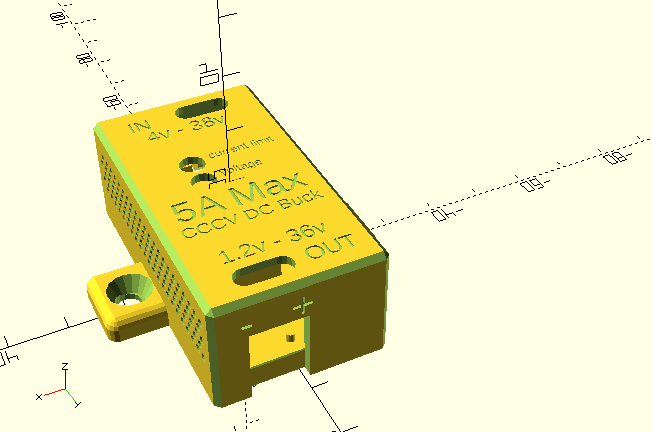 IN
4v - 38v
current limit
voltage
5A Max
CCCV DC Buck
1.2v - 36v
OUT
- +
z
x